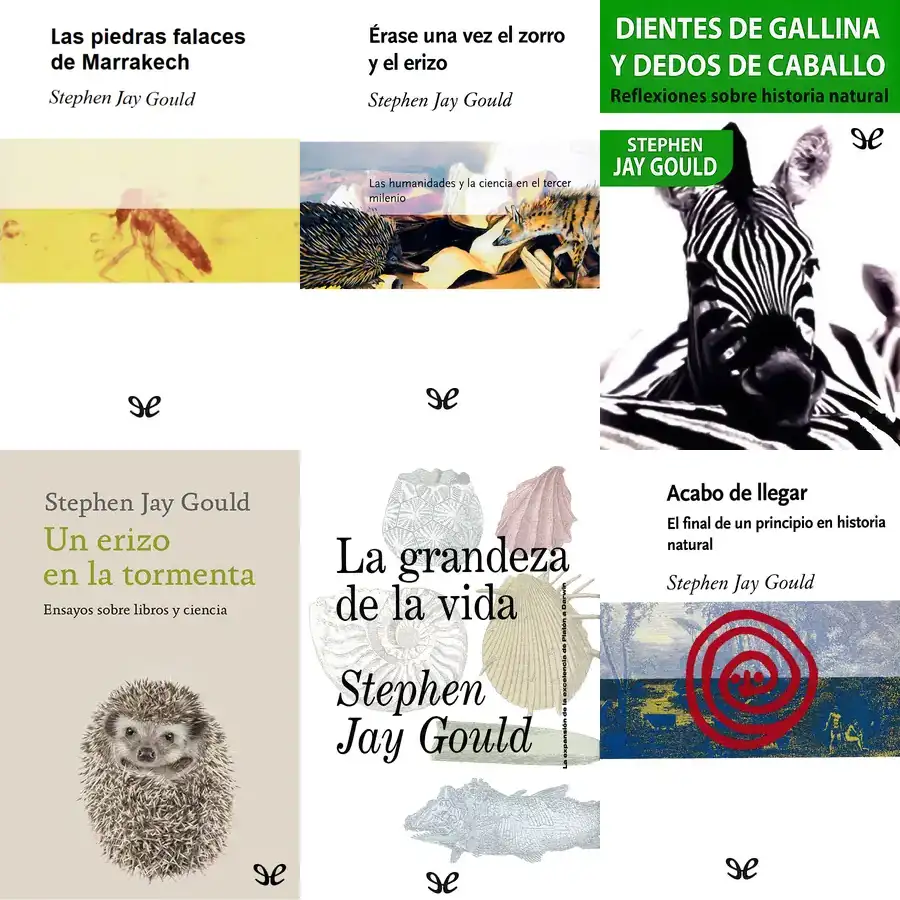 Las piedras falaces
de Marrakech
Stephen Jay Gould
Érase una vez el zorro
y el erizo
Stephen Jay Gould
Las humanidades y la ciencia en el tercer
milenio
DIENTES DE GALLINA
Y DEDOS DE CABALLO
Reflexiones sobre historia natural
STEPHEN
JAY GOULD
Stephen Jay Gould
Un erizo
en la tormenta
Ensayos sobre libros y ciencia
La grandeza
de la vida
Stephen
Jay Gould
La expansión de la excelencia de Platón a Darwin
Acabo de llegar
El final de un principio en historia
natural
Stephen Jay Gould